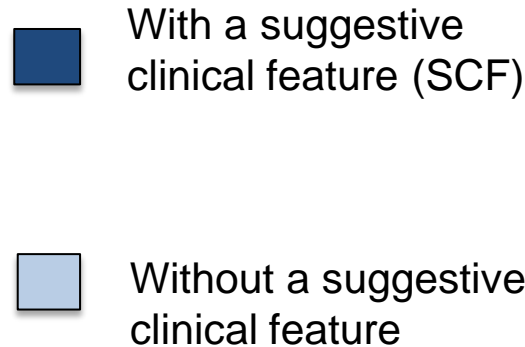 With a suggestive
clinical feature (SCF)
Without a suggestive
clinical feature